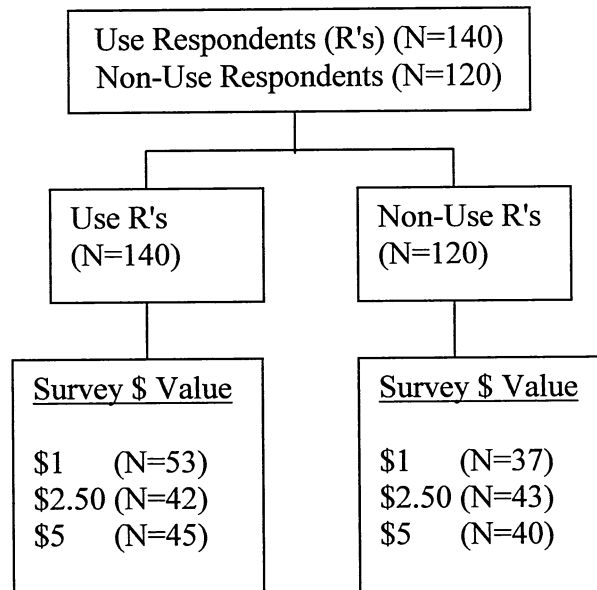 Use Respondents (R's) (N=140)
Non-Use Respondents (N=120)
Use R's
(N=140)
Non-Use R's
(N=120)
Survey $ Value
$1 (N=53)
$2.50 (N=42)
$5 (N=45)
Survey $ Value
$1 (N=37)
$2.50 (N=43)
$5 (N=40)